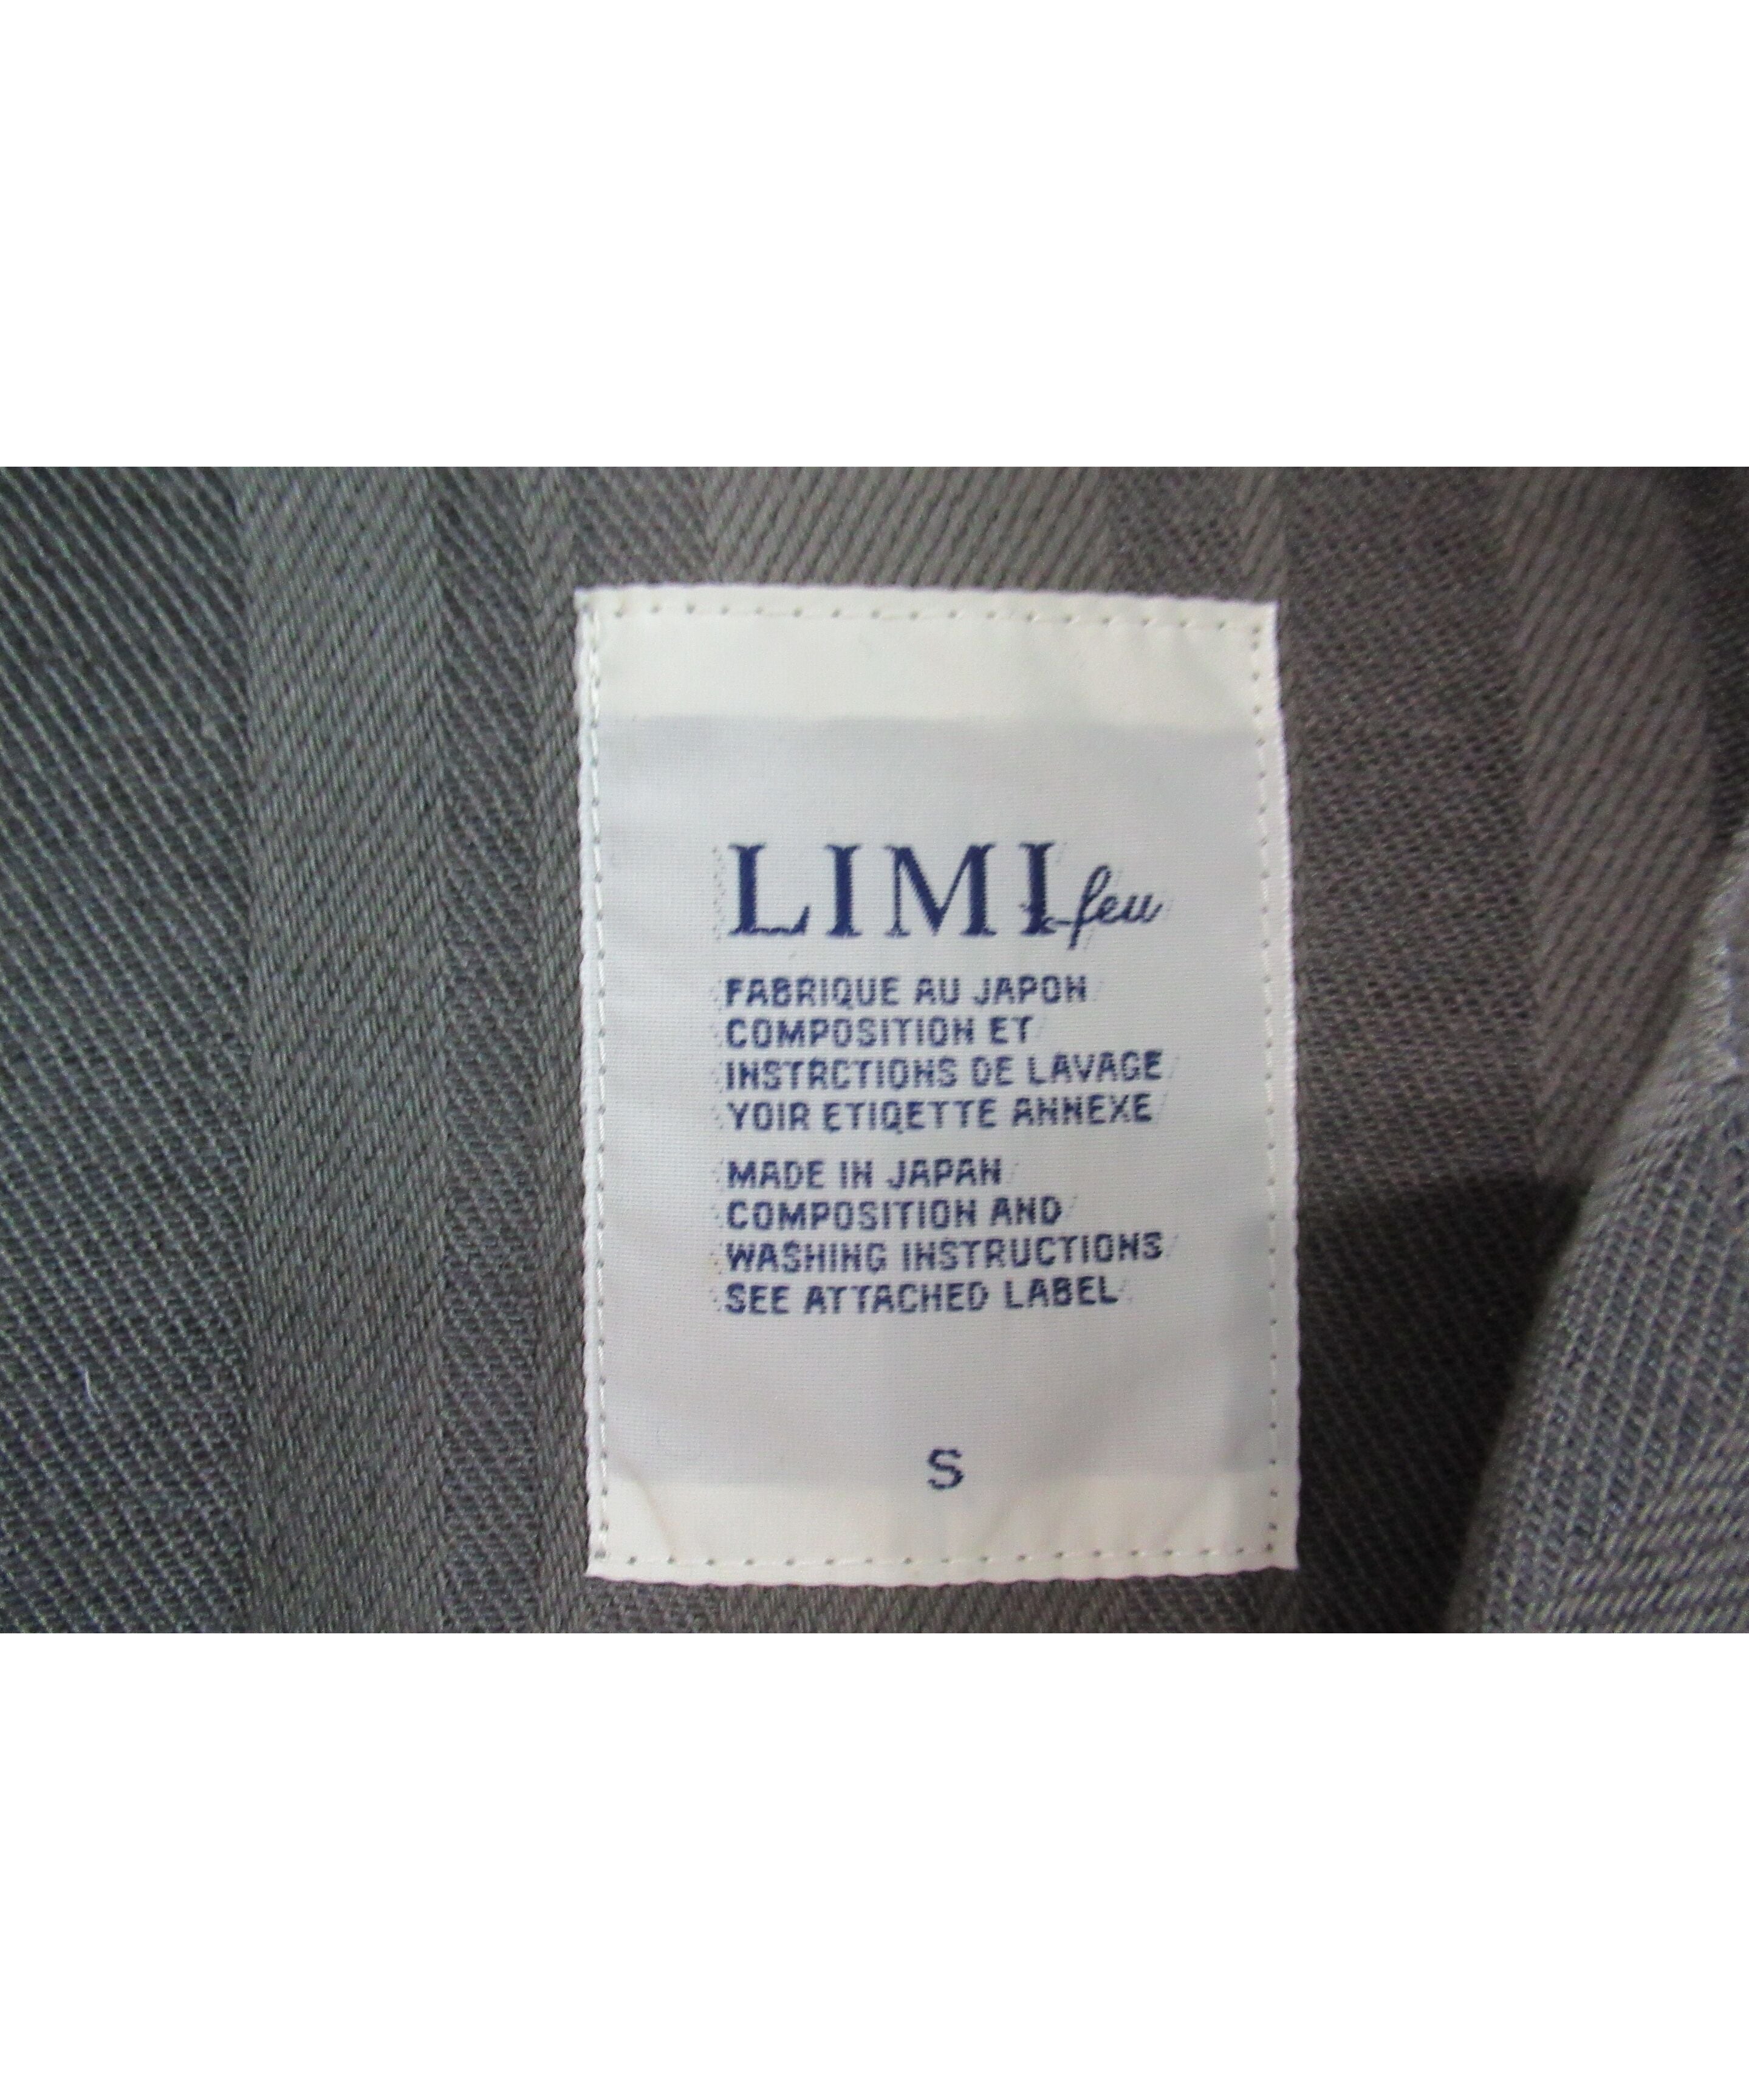 LIMI feu
FABRIQUE AU JAPON
COMPOSITION ET
INSTRCTIONS DE LAVAGE
VOIR ETIQETTE ANNEXE
MADE IN JAPAN
COMPOSITION AND
WASHING INSTRUCTIONS
SEE ATTACHED LABEL
S